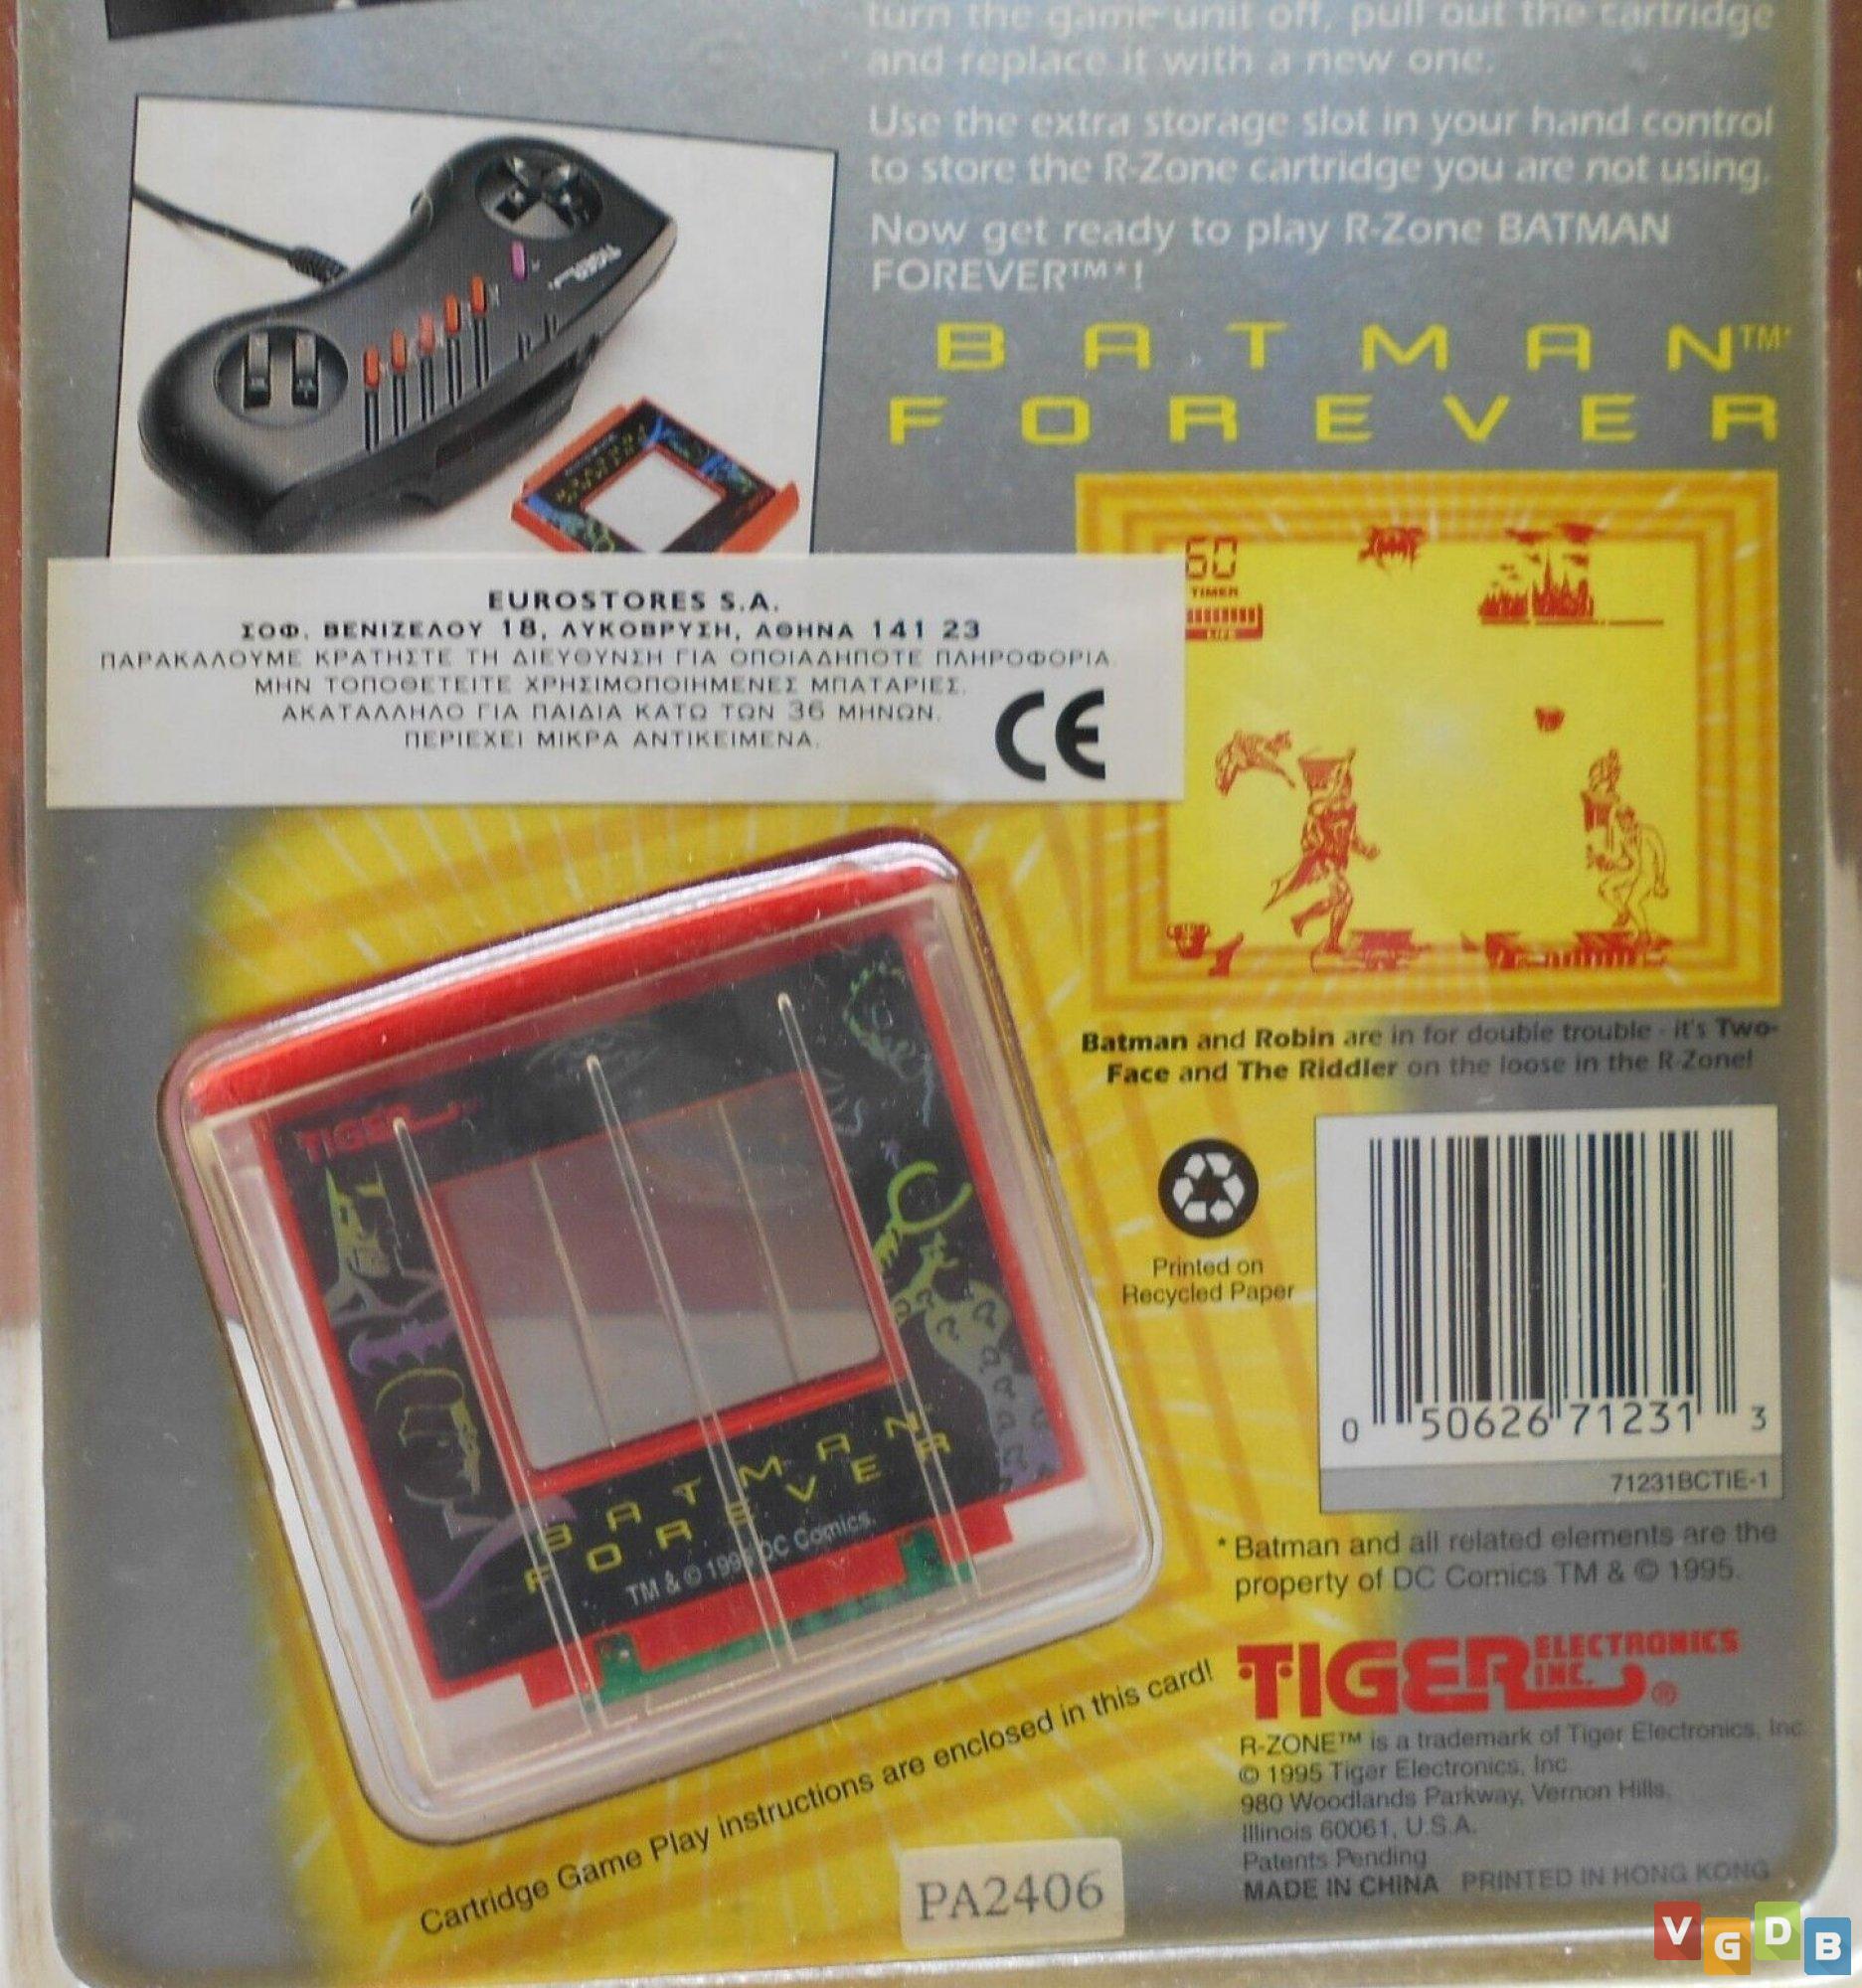 turn the game unit off, pull out the cartridge
and replace it with a new one.
Use the extra storage slot in your hand control
to store the R-Zone cartridge you are not using.
Now get ready to play R-Zone BATMAN
FOREVER™*!
TIGER
BATMAN™*
FOREVER
60
TIMER
LIFE
EUROSTORES S.A.
ΣΟΦ. ΒΕΝΙΖΕΛΟΥ 18, ΛΥΚΟΒΡΥΣΗ, ΑΘΗΝΑ 141 23
ΠΑΡΑΚΑΛΟΥΜΕ ΚΡΑΤΗΣΤΕ ΤΗ ΔΙΕΥΘΥΝΣΗ ΓΙΑ ΟΠΟΙΑΔΗΠΟΤΕ ΠΛΗΡΟΦΟΡΙΑ.
ΜΗΝ ΤΟΠΟΘΕΤΕΙΤΕ ΧΡΗΣΙΜΟΠΟΙΗΜΕΝΕΣ ΜΠΑΤΑΡΙΕΣ.
ΑΚΑΤΑΛΛΗΛΟ ΓΙΑ ΠΑΙΔΙΑ ΚΑΤΩ ΤΩΝ 36 ΜΗΝΩΝ.
ΠΕΡΙΕΧΕΙ ΜΙΚΡΑ ΑΝΤΙΚΕΙΜΕΝΑ.
CE
Batman and Robin are in for double trouble - it's Two-
Face and The Riddler on the loose in the R-Zone!
TIGER
BATMAN
FOREVER
TM & © 1995 DC Comics.
Printed on
Recycled Paper
0 50626 71231 3
71231BCTIE-1
* Batman and all related elements are the
property of DC Comics TM & © 1995.
TIGER ELECTRONICS INC.®
Cartridge Game Play instructions are enclosed in this card!
R-ZONE™ is a trademark of Tiger Electronics, Inc.
© 1995 Tiger Electronics, Inc.
980 Woodlands Parkway, Vernon Hills,
Illinois 60061, U.S.A.
Patents Pending
MADE IN CHINA PRINTED IN HONG KONG
PA2406
VGDB